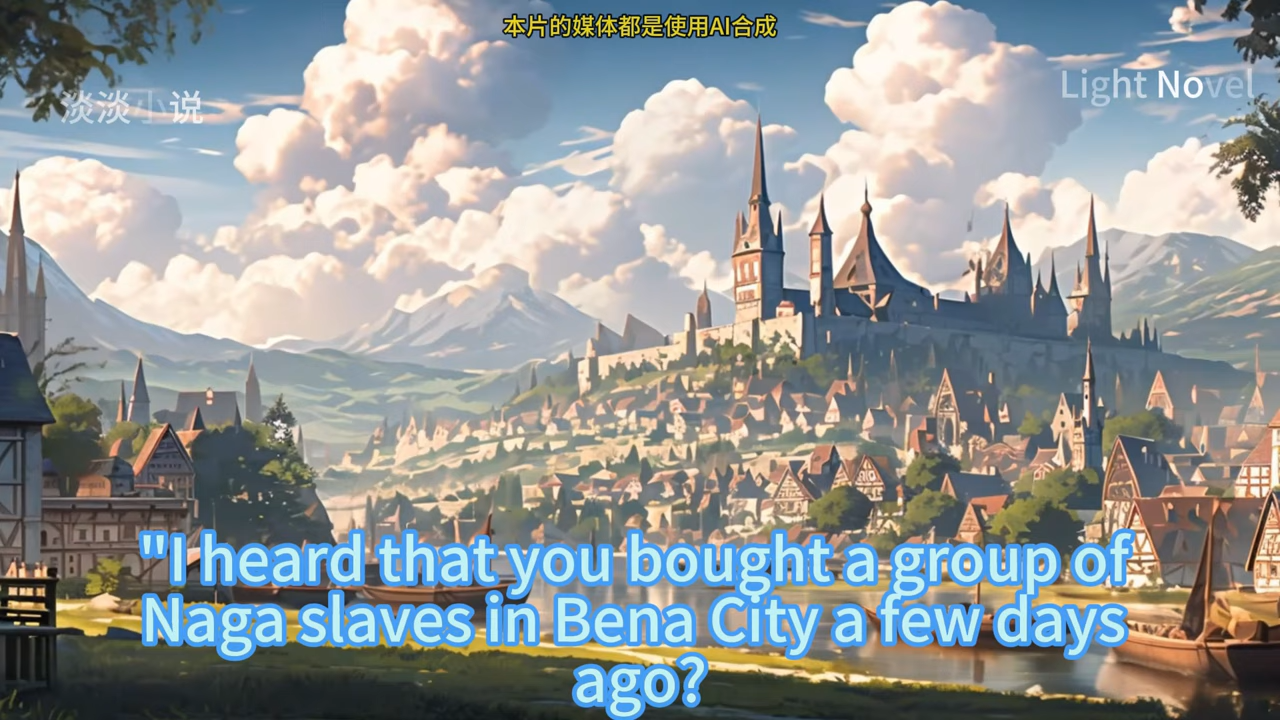 本片的媒体都是使用AI合成
淡淡小说
Light Novel
"I heard that you bought a group of
Naga slaves in Bena City a few days
ago?